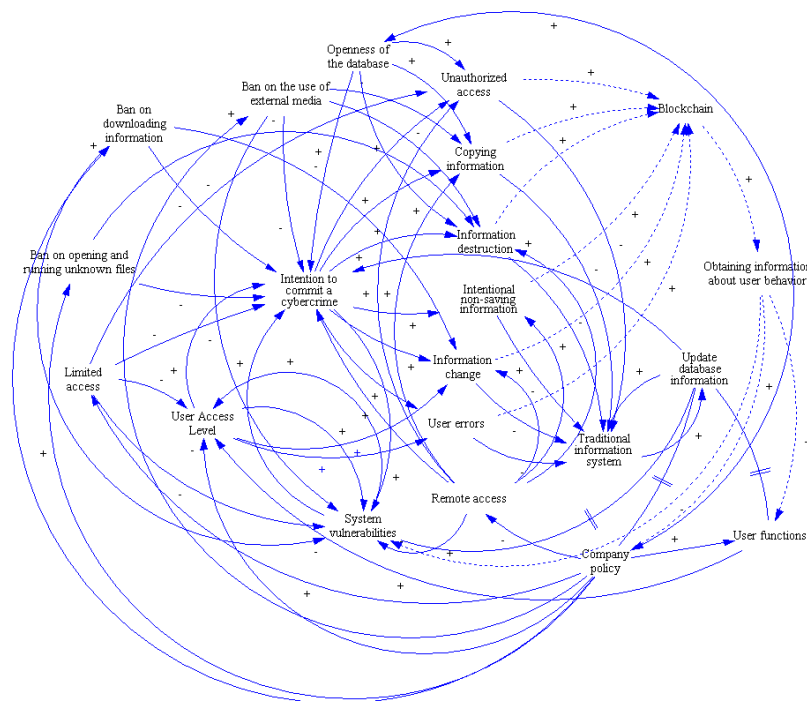 Openness of
the database
Unauthorized
access
Ban on the use of
external media
Blockchain
Ban on
downloading
information
Copying
information
Information
destruction
Ban on opening and
running unknown files
Intention to
commit a
cybercrime
Intentional
non-saving
information
Obtaining information
about user behavior
Limited
access
Information
change
Update
database
information
User Access
Level
User errors
Traditional
information
system
Remote access
System
vulnerabilities
Company
policy
User functions